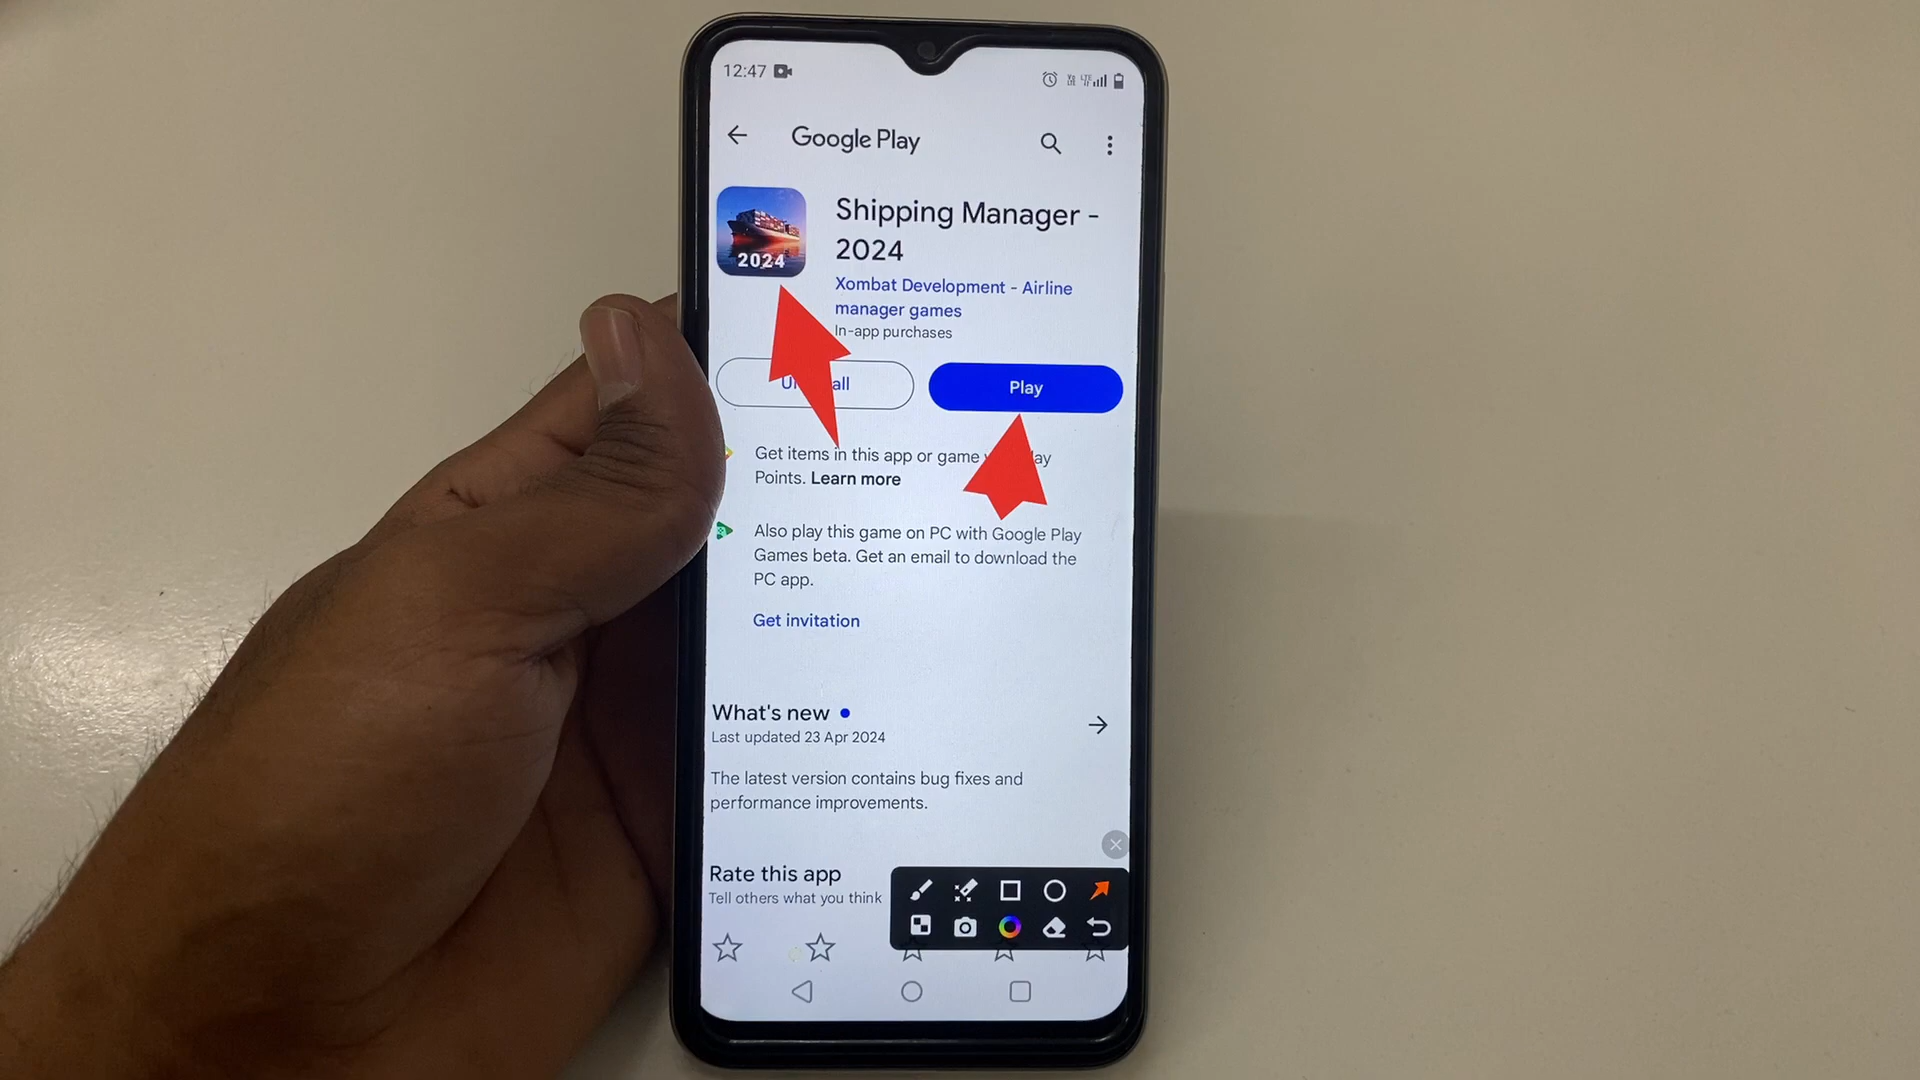 12:47
Google Play
Shipping Manager -
2024
2024
Xombat Development - Airline
manager games
In-app purchases
Play
Get items in this app or game
Points. Learn more
Also play this game on PC with Google Play
Games beta. Get an email to download the
PC app.
Get invitation
What's new
Last updated 23 Apr 2024
The latest version contains bug fixes and
performance improvements.
Rate this app
Tell others what you think